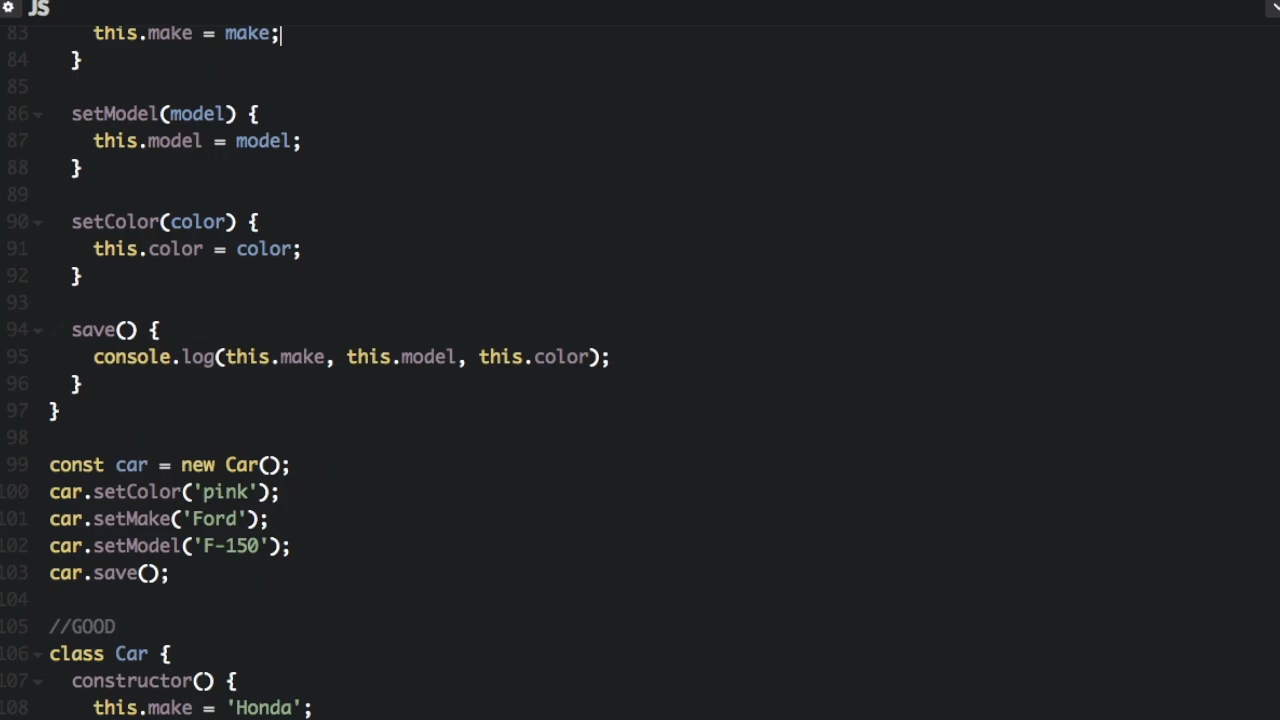 JS
83 this.make = make;
84 }
85
86 setModel(model) {
87 this.model = model;
88 }
89
90 setColor(color) {
91 this.color = color;
92 }
93
94 save() {
95 console.log(this.make, this.model, this.color);
96 }
97 }
98
99 const car = new Car();
100 car.setColor('pink');
101 car.setMake('Ford');
102 car.setModel('F-150');
103 car.save();
104
105 //GOOD
106 class Car {
107 constructor() {
108 this.make = 'Honda';